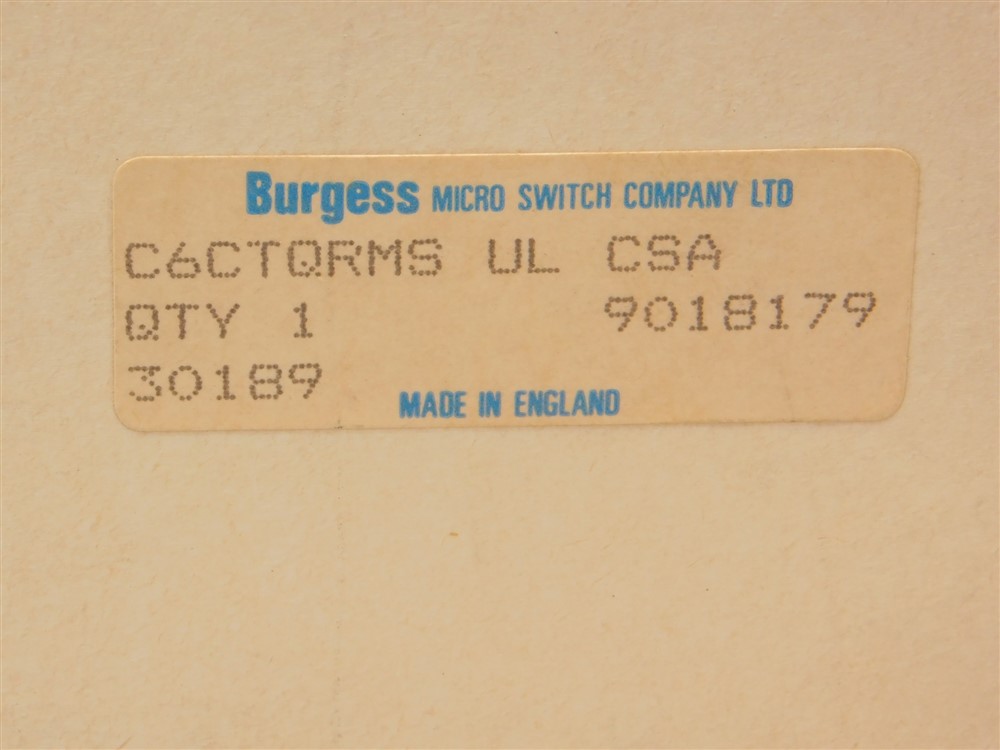 Burgess MICRO SWITCH COMPANY LTD
C6CTQRMS UL CSA
QTY 1 9018179
30189
MADE IN ENGLAND